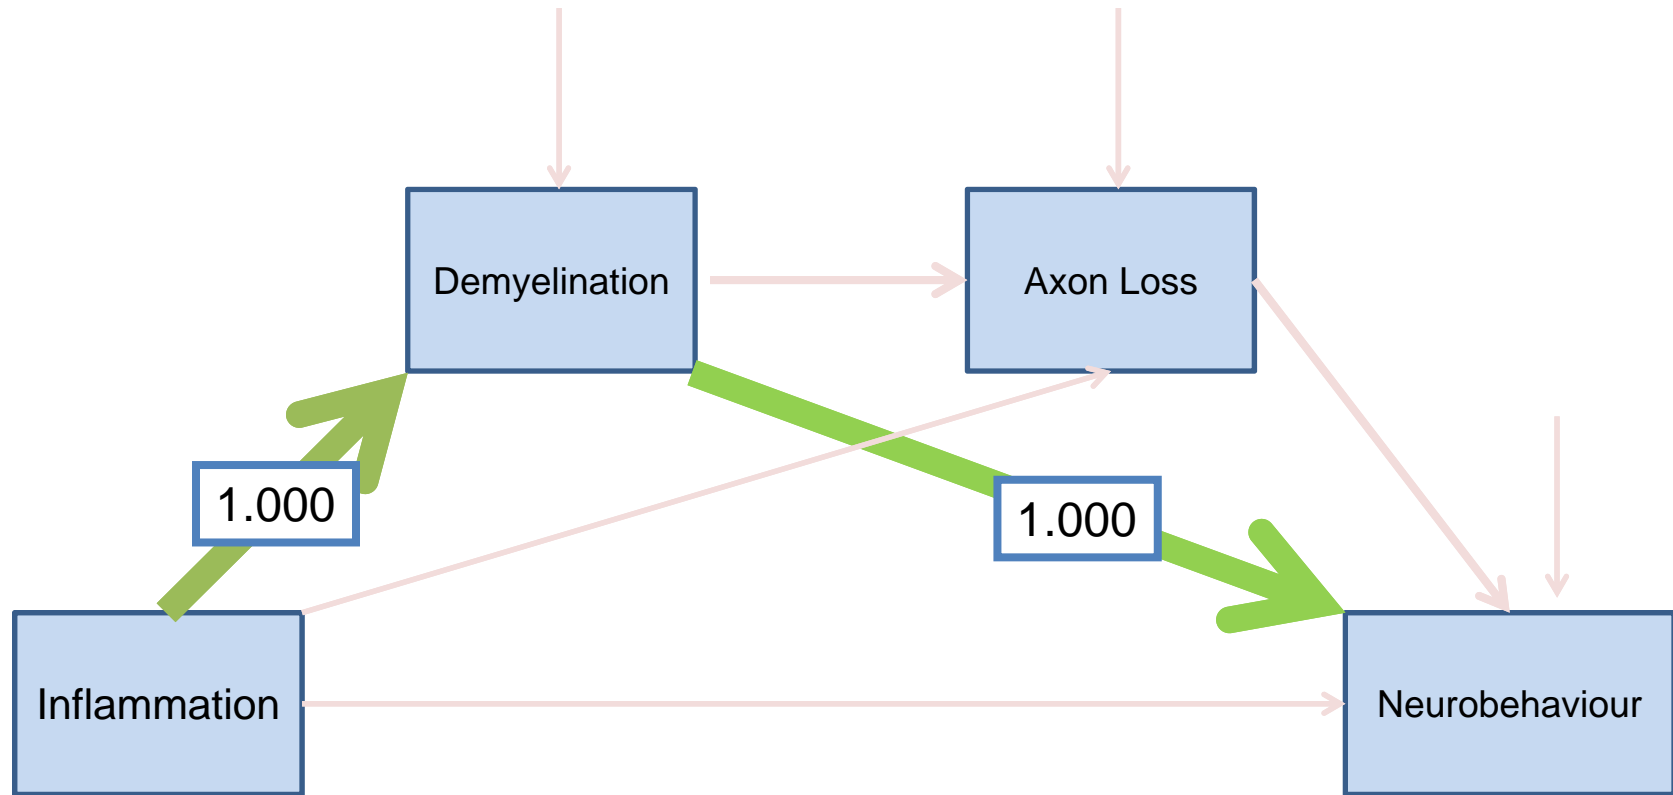 Demyelination
Axon Loss
1.000
1.000
Inflammation
Neurobehaviour